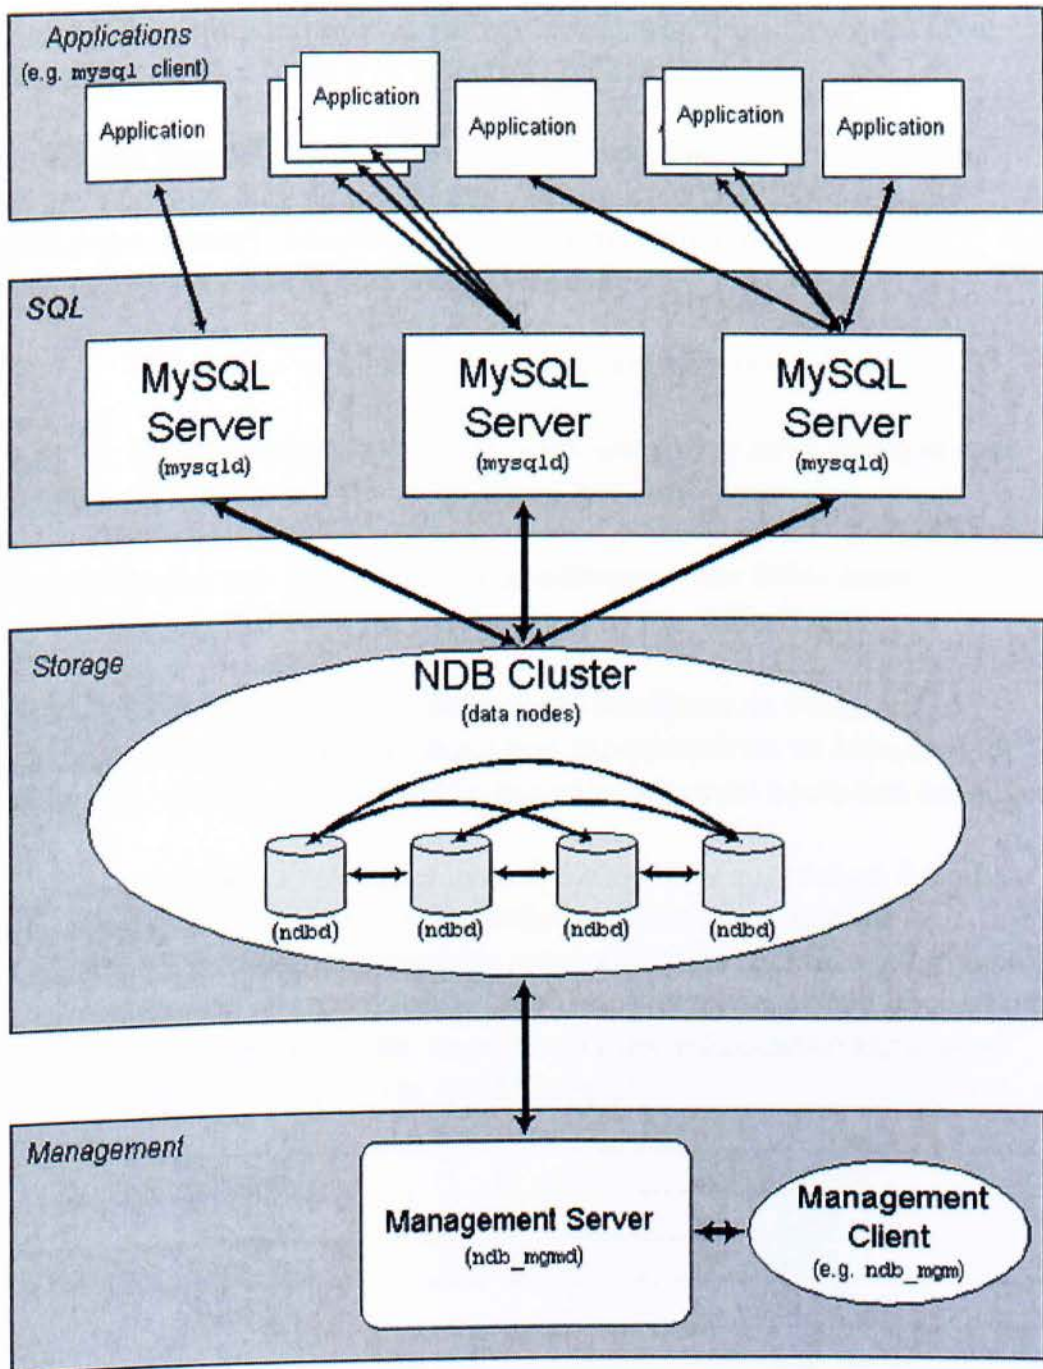 Applications
(e.g. mysql client)
Application
Application
Application
Application
Application
SQL
MySQL
Server
(mysqld)
MySQL
Server
(mysqld)
MySQL
Server
(mysqld)
Storage
NDB Cluster
(data nodes)
(ndbd)
(ndbd)
(ndbd)
(ndbd)
Management
Management Server
(ndb_mgmd)
Management
Client
(e.g. ndb_mgm)